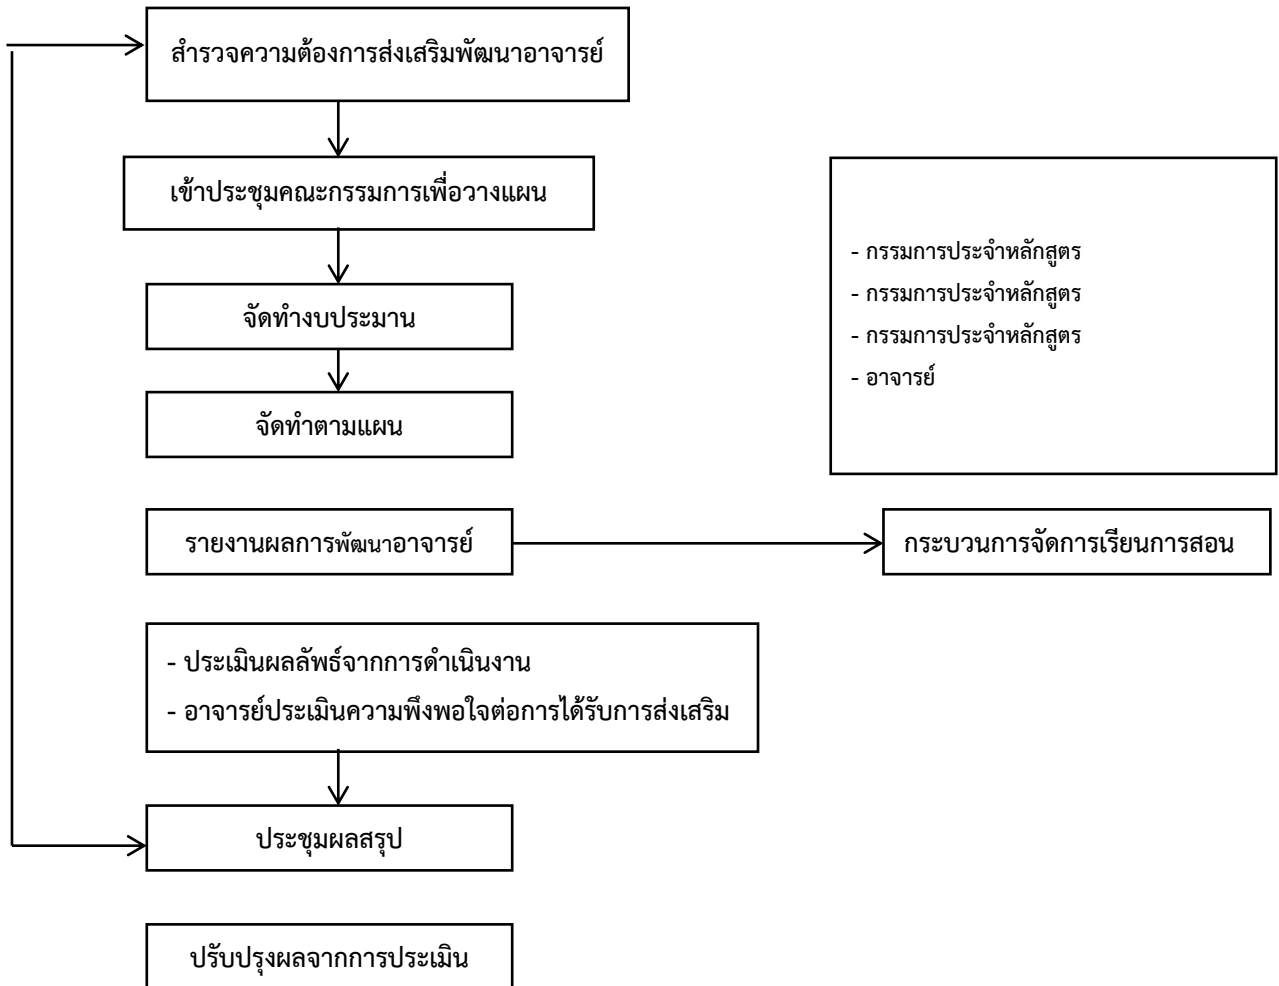 สำรวจความต้องการส่งเสริมพัฒนาอาจารย์
เข้าประชุมคณะกรรมการเพื่อวางแผน
จัดทำงบประมาน
จัดทำตามแผน
- กรรมการประจำหลักสูตร
- กรรมการประจำหลักสูตร
- กรรมการประจำหลักสูตร
- อาจารย์
รายงานผลการพัฒนาอาจารย์
กระบวนการจัดการเรียนการสอน
- ประเมินผลลัพธ์จากการดำเนินงาน
- อาจารย์ประเมินความพึงพอใจต่อการได้รับการส่งเสริม
ประชุมผลสรุป
ปรับปรุงผลจากการประเมิน